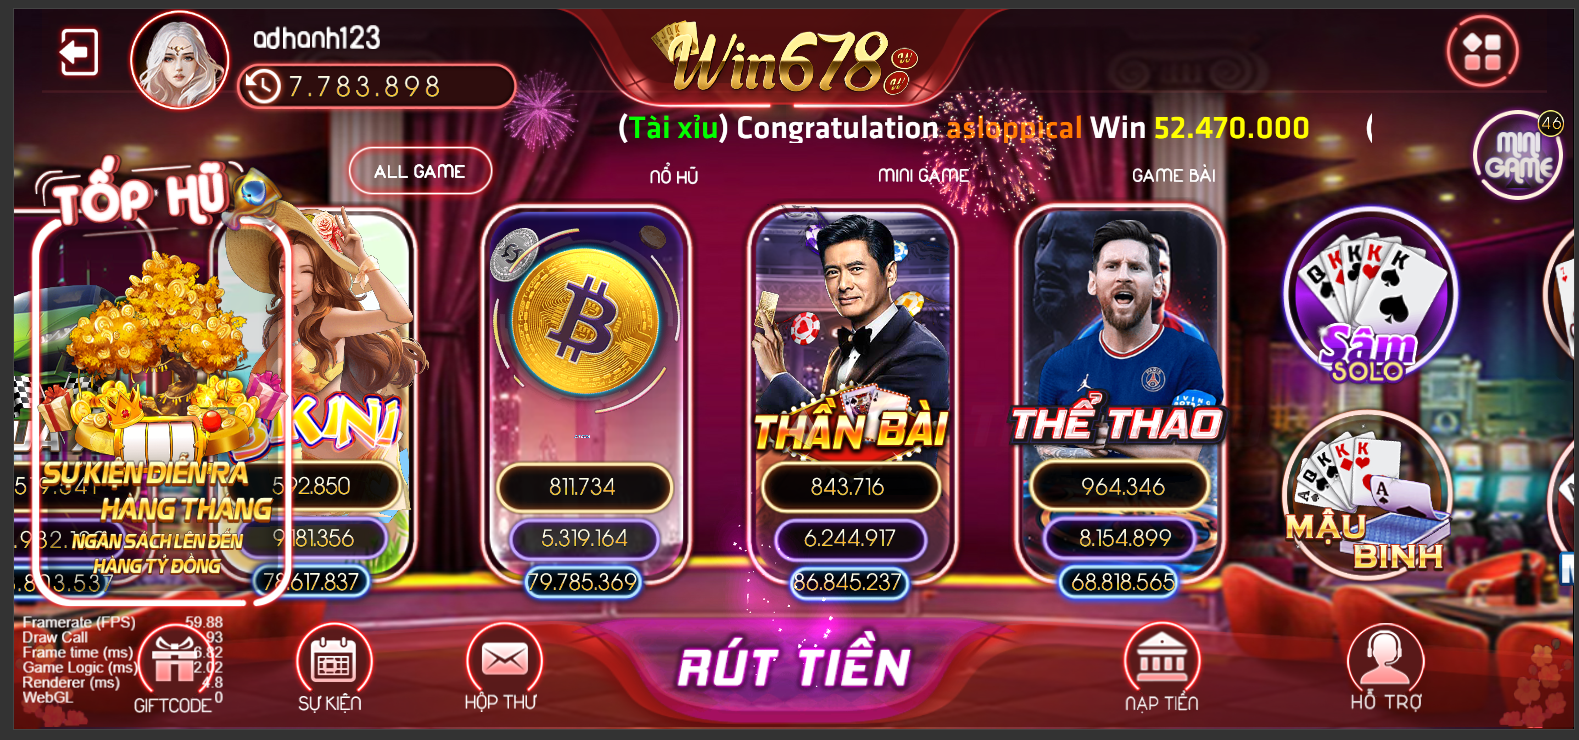 adhanh123
7.783.898
Win678
(Tài xỉu) Congratulation asloppical Win 52.470.000 (
46
MINI GAME
ALL GAME
NỔ HŨ
MINI GAME
GAME BÀI
TỐP HŨ
SỰ KIỆN DIỄN RA
HÀNG THÁNG
NGÂN SÁCH LÊN ĐẾN
HÀNG TỶ ĐỒNG
592.850
9.181.356
78.617.837
811.734
5.319.164
79.785.369
THẦN BÀI
843.716
6.244.917
86.845.237
THỂ THAO
964.346
8.154.899
68.818.565
Sâm
SOLO
MẬU
BINH
Framerate (FPS) 59.88
Draw Call 93
Frame time (ms)
Game Logic (ms) 2.02
Renderer (ms) 4.8
WebGL 0
GIFTCODE
SỰ KIỆN
HỘP THƯ
RÚT TIỀN
NẠP TIỀN
HỖ TRỢ